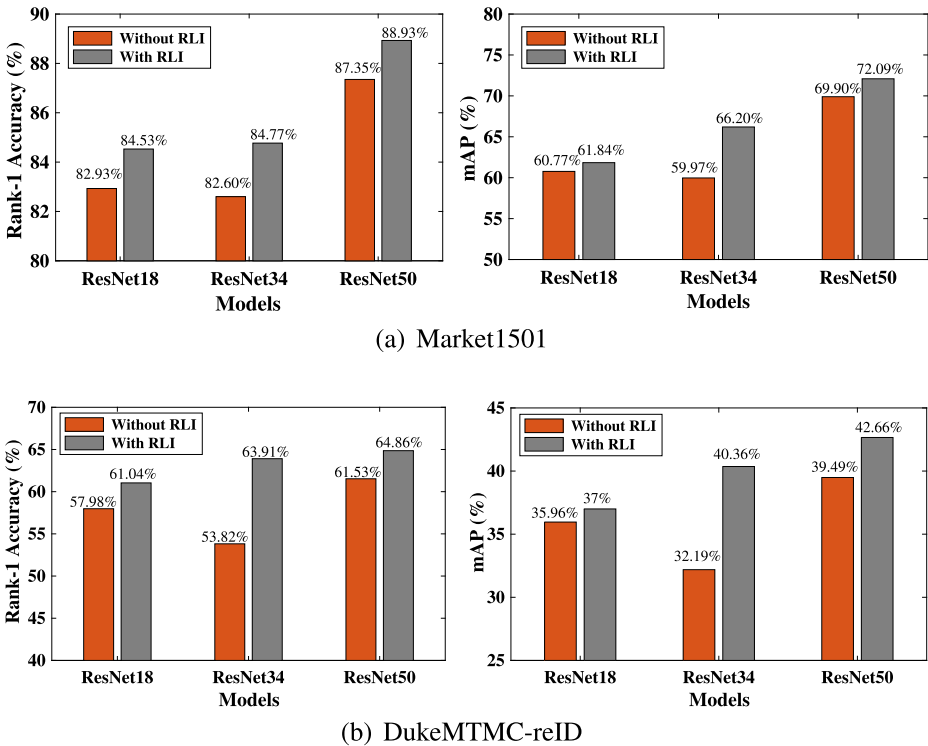 90
88
86
84
82
80
Rank-1 Accuracy (%)
Without RLI
With RLI
82.93%
84.53%
82.60%
84.77%
87.35%
88.93%
ResNet18
ResNet34
ResNet50
Models
80
75
70
65
60
55
50
mAP (%)
Without RLI
With RLI
60.77%
61.84%
59.97%
66.20%
69.90%
72.09%
ResNet18
ResNet34
ResNet50
Models
(a) Market1501
70
65
60
55
50
45
40
Rank-1 Accuracy (%)
Without RLI
With RLI
57.98%
61.04%
53.82%
63.91%
61.53%
64.86%
ResNet18
ResNet34
ResNet50
Models
45
40
35
30
25
mAP (%)
Without RLI
With RLI
35.96%
37%
32.19%
40.36%
39.49%
42.66%
ResNet18
ResNet34
ResNet50
Models
(b) DukeMTMC-reID